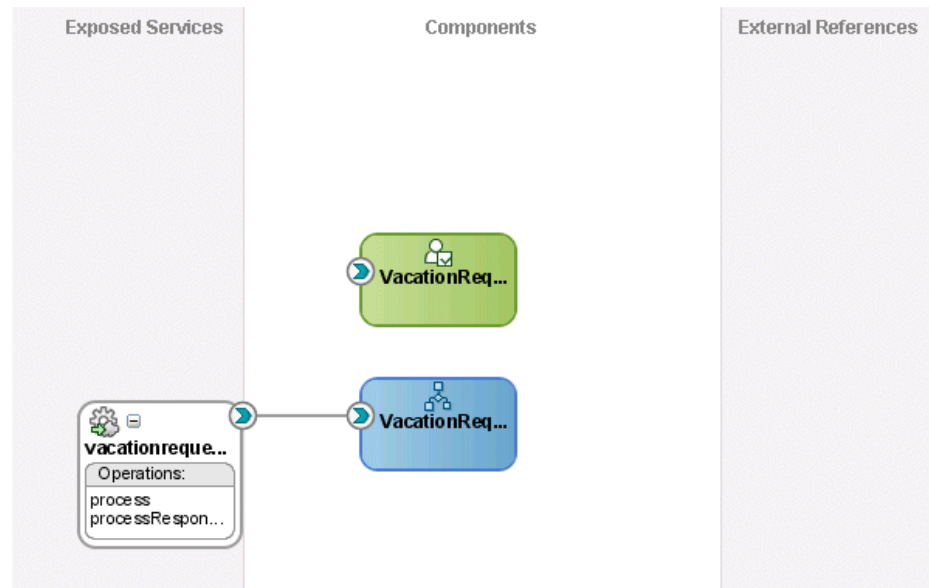 Exposed Services
Components
External References
VacationReq...
VacationReq...
vacationreque...
Operations:
process
processRespon...